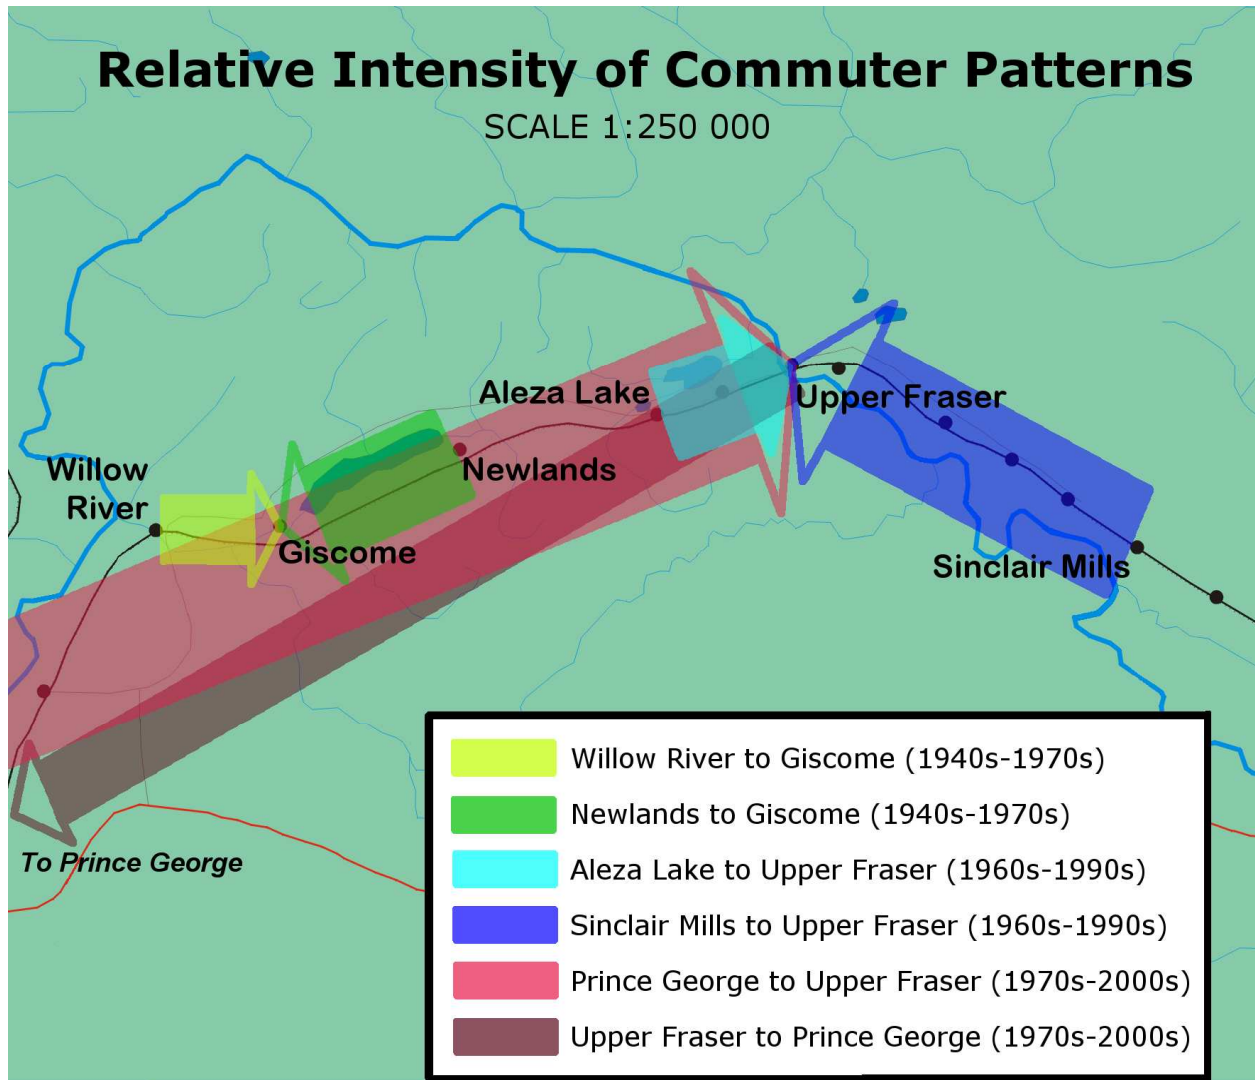 Relative Intensity of Commuter Patterns
SCALE 1:250 000
Aleza Lake
Upper Fraser
Willow
River
Newlands
Giscome
Sinclair Mills
To Prince George
Willow River to Giscome (1940s-1970s)
Newlands to Giscome (1940s-1970s)
Aleza Lake to Upper Fraser (1960s-1990s)
Sinclair Mills to Upper Fraser (1960s-1990s)
Prince George to Upper Fraser (1970s-2000s)
Upper Fraser to Prince George (1970s-2000s)